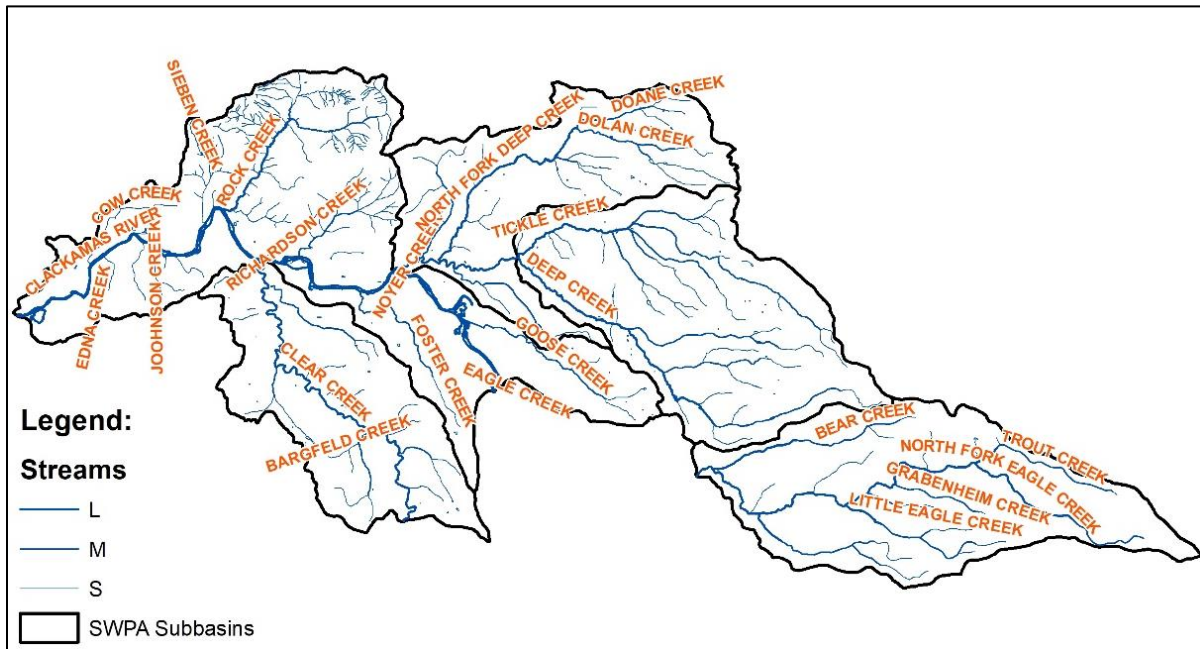 SIEBEN CREEK
ROCK CREEK
COW CREEK
CLACKAMAS RIVER
EDNA CREEK
JOOHNSON CREEK
RICHARDSON CREEK
NOYER CREEK
NORTH FORK DEEP CREEK
DOANE CREEK
DOLAN CREEK
TICKLE CREEK
DEEP CREEK
GOOSE CREEK
FOSTER CREEK
EAGLE CREEK
CLEAR CREEK
BARGFELD CREEK
BEAR CREEK
TROUT CREEK
NORTH FORK EAGLE CREEK
GRABENHEIM CREEK
LITTLE EAGLE CREEK
Legend:
Streams
L
M
S
SWPA Subbasins